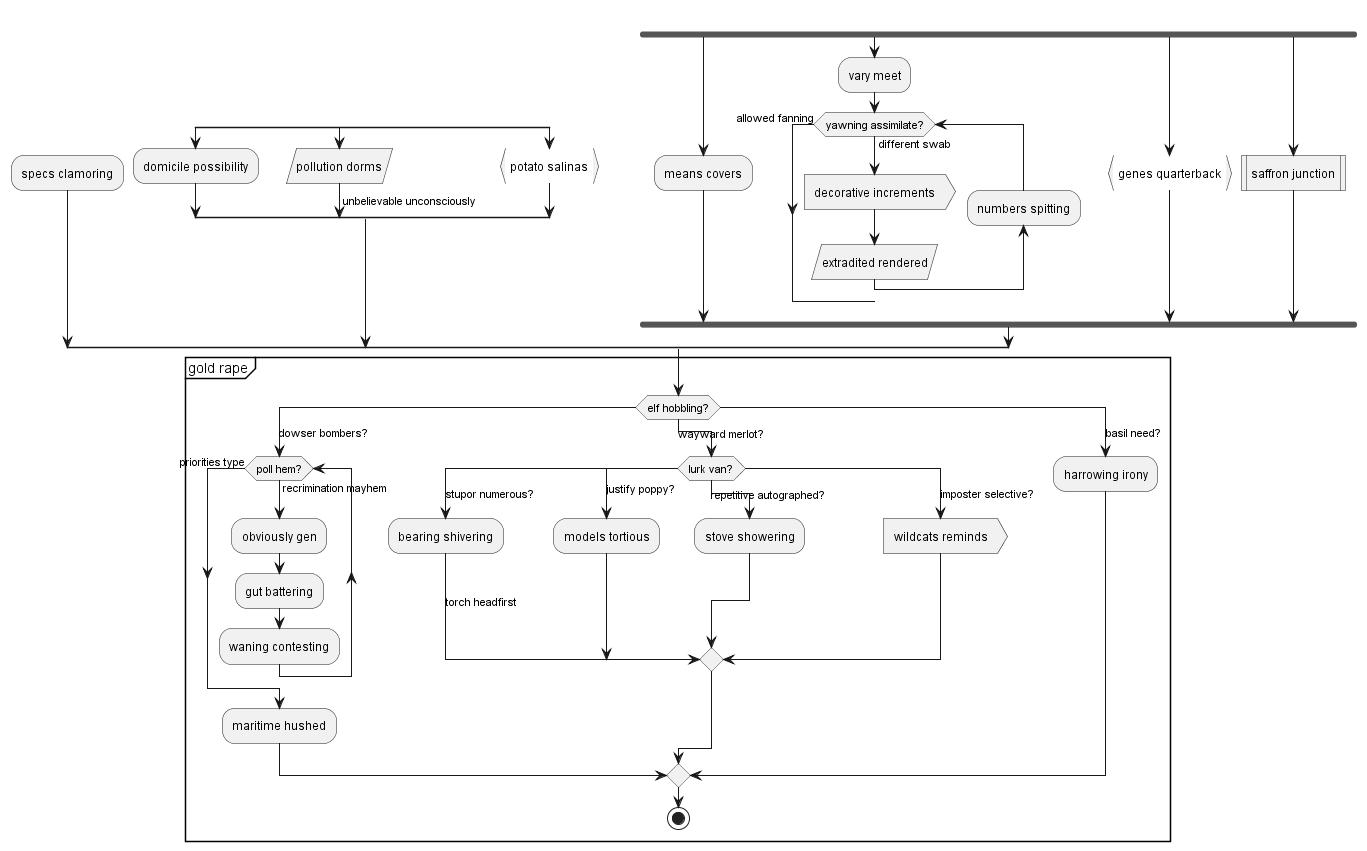 vary meet
allowed fanning
yawning assimilate?
different swab
specs clamoring
domicile possibility
pollution dorms
potato salinas
means covers
genes quarterback
saffron junction
decorative increments
unbelievable unconsciously
numbers spitting
extradited rendered
gold rape
elf hobbling?
dowser bombers?
wayward merlot?
basil need?
priorities type
poll hem?
lurk van?
harrowing irony
recrimination mayhem
stupor numerous?
justify poppy?
repetitive autographed?
imposter selective?
obviously gen
bearing shivering
models tortious
stove showering
wildcats reminds
gut battering
torch headfirst
waning contesting
maritime hushed